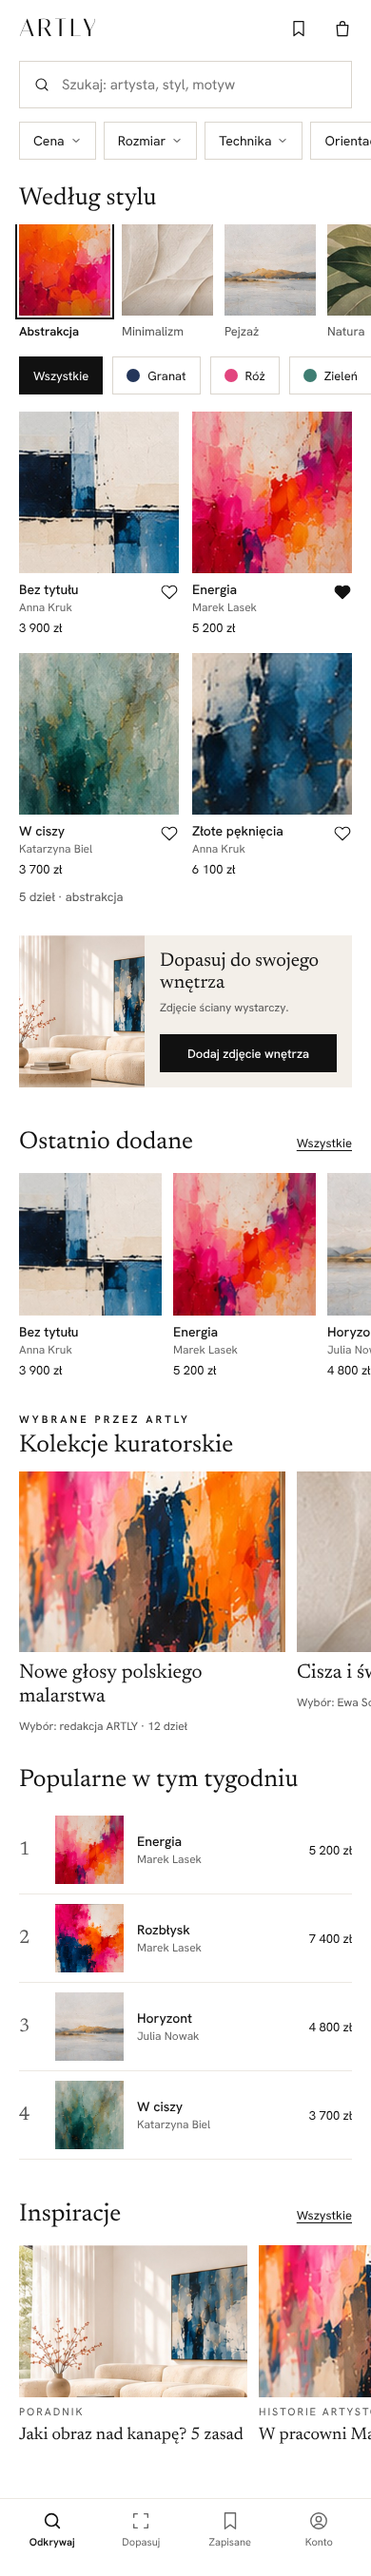 ARTLY
Szukaj: artysta, styl, motyw
Cena
Rozmiar
Technika
Orientac
Według stylu
Abstrakcja
Minimalizm
Pejzaż
Natura
Wszystkie
Granat
Róż
Zieleń
Bez tytułu
Anna Kruk
3 900 zł
Energia
Marek Lasek
5 200 zł
W ciszy
Katarzyna Biel
3 700 zł
Złote pęknięcia
Anna Kruk
6 100 zł
5 dzieł · abstrakcja
Dopasuj do swojego
wnętrza
Zdjęcie ściany wystarczy.
Dodaj zdjęcie wnętrza
Ostatnio dodane
Wszystkie
Bez tytułu
Anna Kruk
3 900 zł
Energia
Marek Lasek
5 200 zł
Horyzo
Julia Now
4 800 zł
WYBRANE PRZEZ ARTLY
Kolekcje kuratorskie
Nowe głosy polskiego
malarstwa
Wybór: redakcja ARTLY · 12 dzieł
Cisza i św
Wybór: Ewa So
Popularne w tym tygodniu
1
Energia
Marek Lasek
5 200 zł
2
Rozbłysk
Marek Lasek
7 400 zł
3
Horyzont
Julia Nowak
4 800 zł
4
W ciszy
Katarzyna Biel
3 700 zł
Inspiracje
Wszystkie
PORADNIK
Jaki obraz nad kanapę? 5 zasad
HISTORIE ARTYSTÓ
W pracowni Ma
Odkrywaj
Dopasuj
Zapisane
Konto